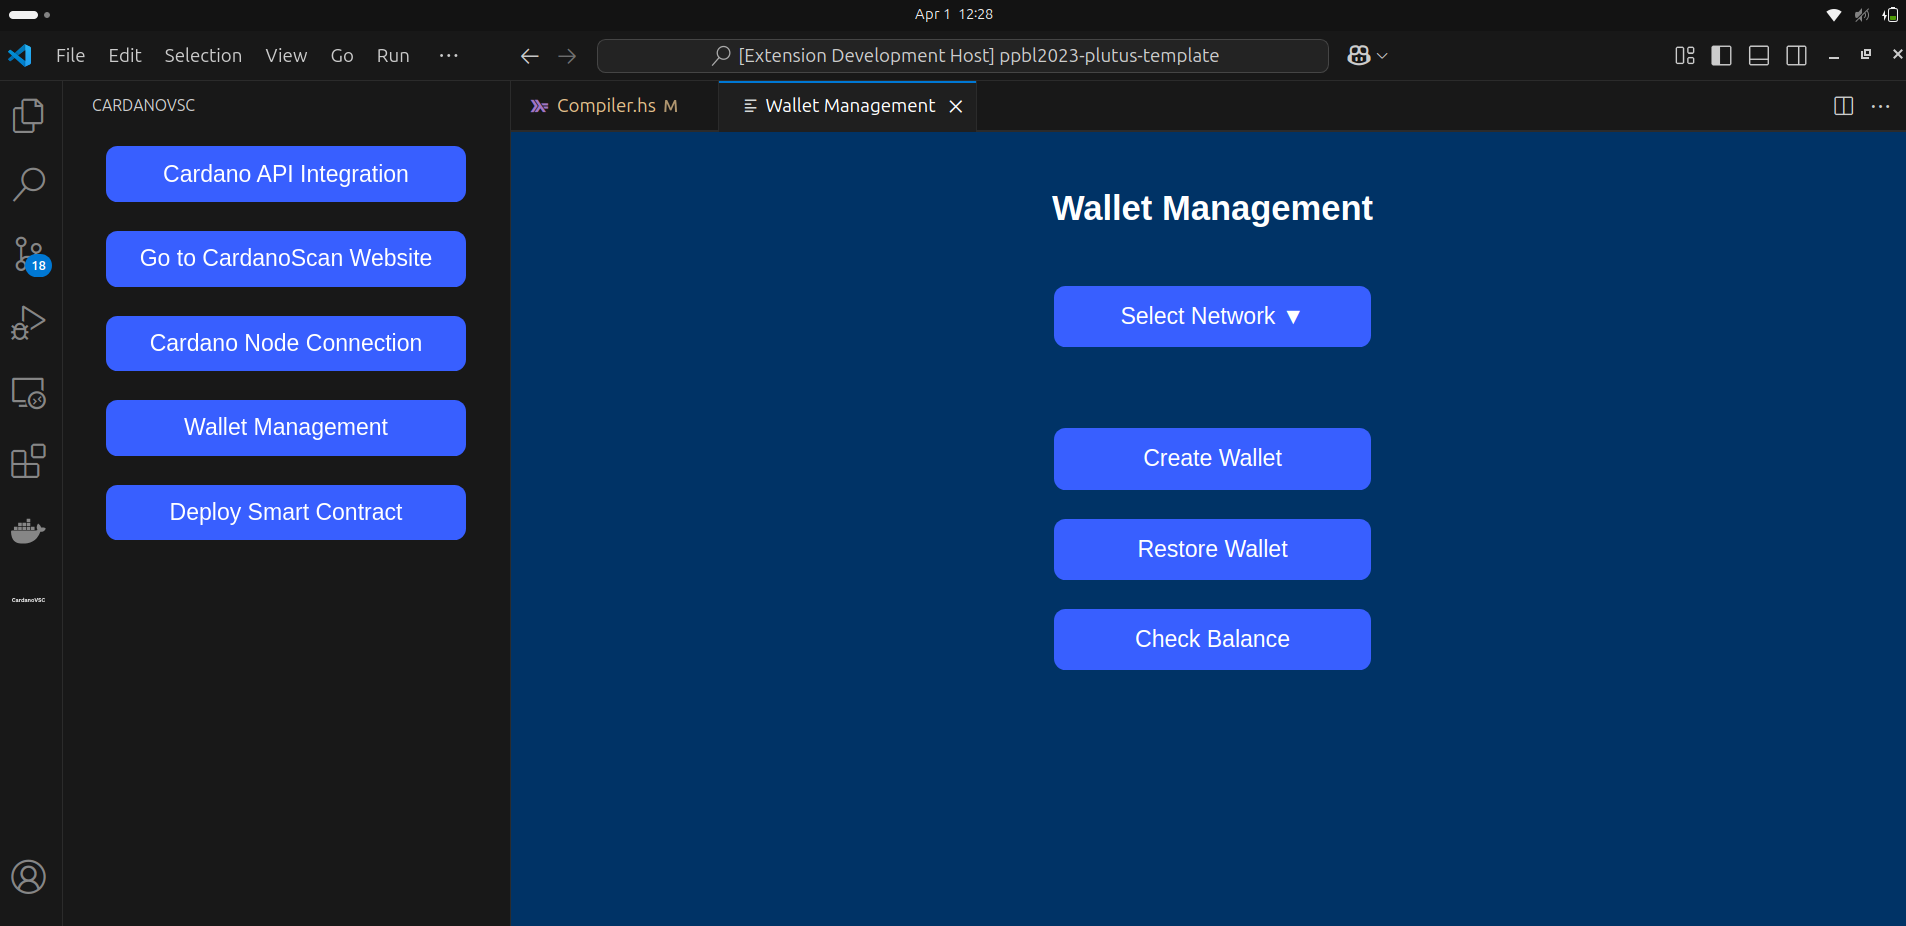 Apr 1 12:28
File Edit Selection View Go Run ···
[Extension Development Host] ppbl2023-plutus-template
CARDANOVSC
Compiler.hs M
Wallet Management
Cardano API Integration
Go to CardanoScan Website
Cardano Node Connection
Wallet Management
Deploy Smart Contract
18
CardanoVSC
Wallet Management
Select Network ▼
Create Wallet
Restore Wallet
Check Balance